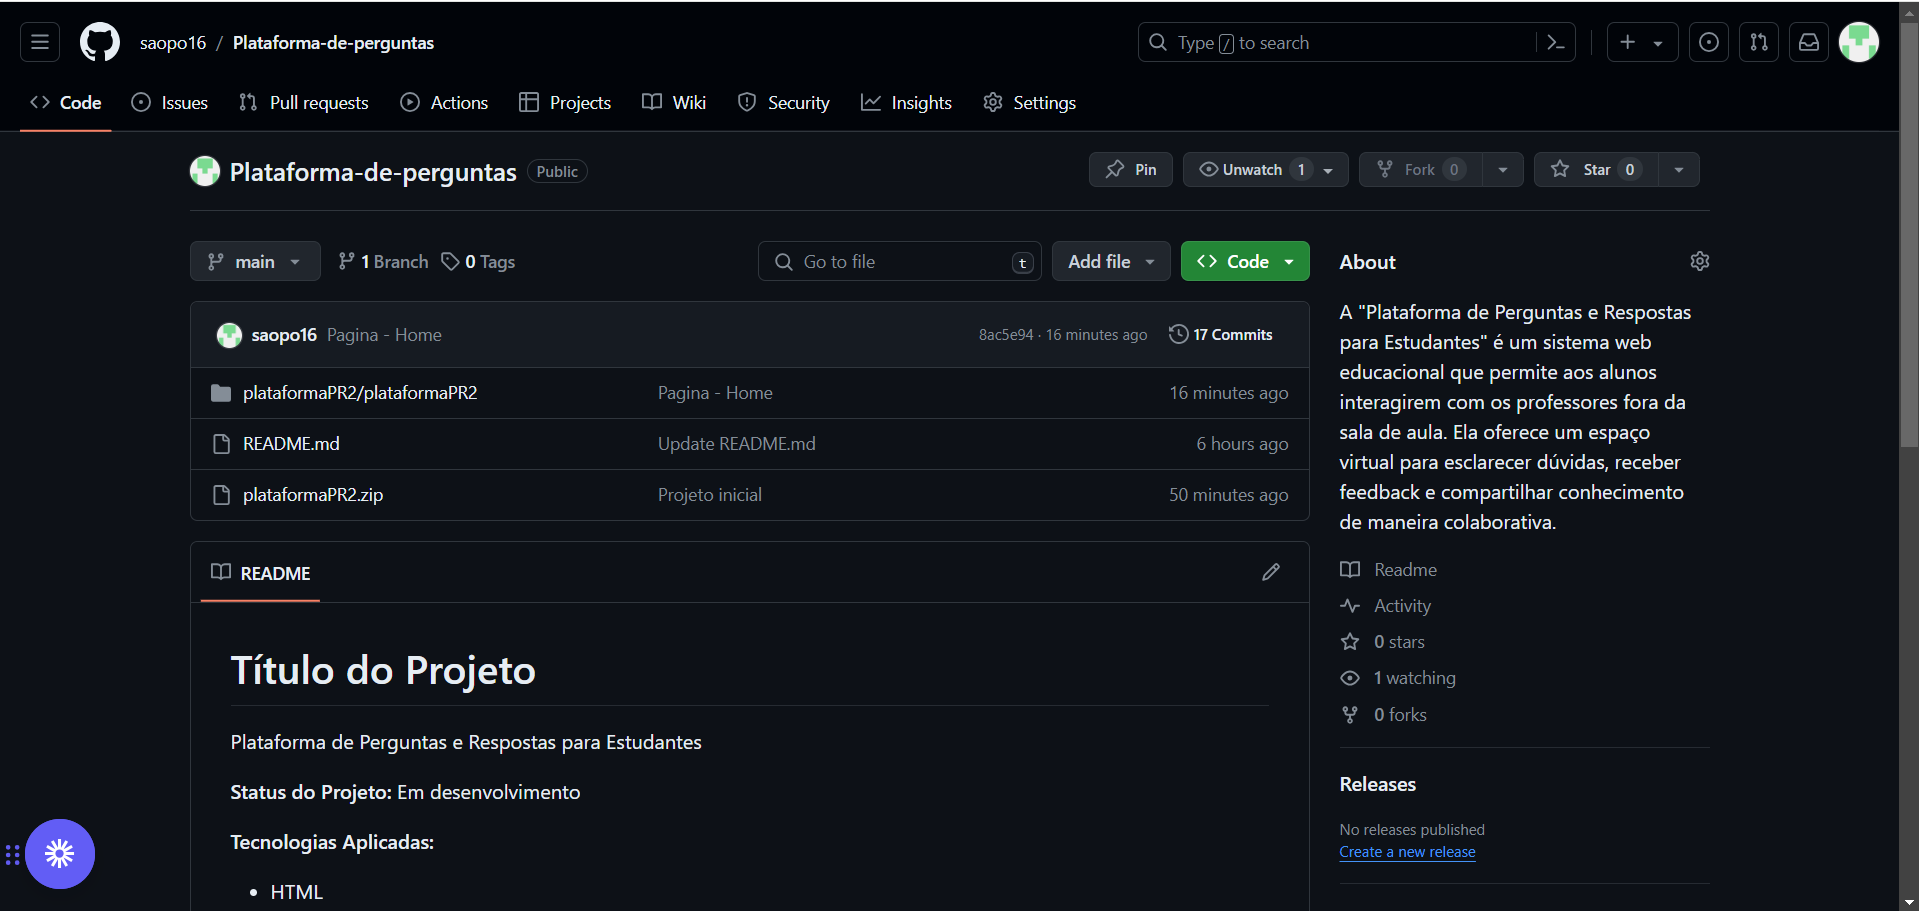 saopo16 / Plataforma-de-perguntas
Type / to search
Code Issues Pull requests Actions Projects Wiki Security Insights Settings
Plataforma-de-perguntas Public
Pin Unwatch 1 Fork 0 Star 0
main 1 Branch 0 Tags
Go to file t Add file Code
saopo16 Pagina - Home 8ac5e94 · 16 minutes ago 17 Commits
plataformaPR2/plataformaPR2 Pagina - Home 16 minutes ago
README.md Update README.md 6 hours ago
plataformaPR2.zip Projeto inicial 50 minutes ago
README
Título do Projeto
Plataforma de Perguntas e Respostas para Estudantes
Status do Projeto: Em desenvolvimento
Tecnologias Aplicadas:
• HTML
About
A "Plataforma de Perguntas e Respostas
para Estudantes" é um sistema web
educacional que permite aos alunos
interagirem com os professores fora da
sala de aula. Ela oferece um espaço
virtual para esclarecer dúvidas, receber
feedback e compartilhar conhecimento
de maneira colaborativa.
Readme
Activity
0 stars
1 watching
0 forks
Releases
No releases published
Create a new release